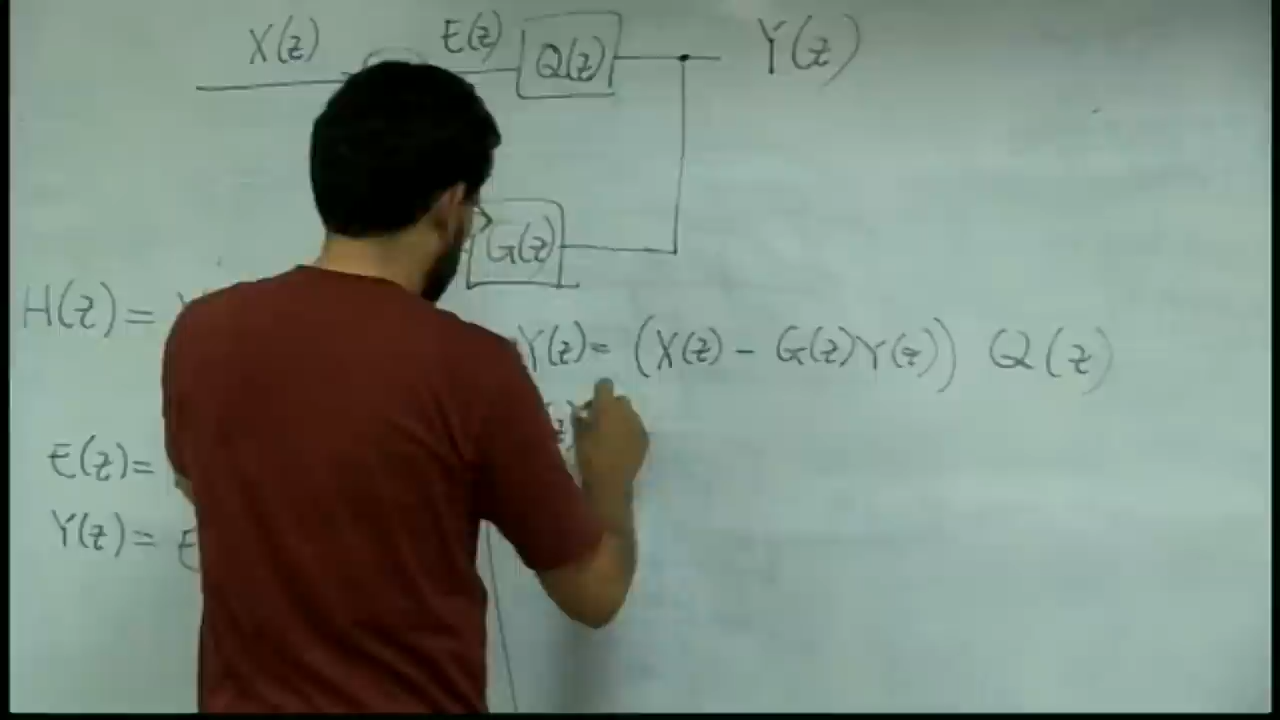 X(z) E(z) Q(z) Y(z)
G(z)
H(z) =
Y(z) = (X(z) - G(z)Y(z)) Q(z)
E(z) =
Y(z) = E